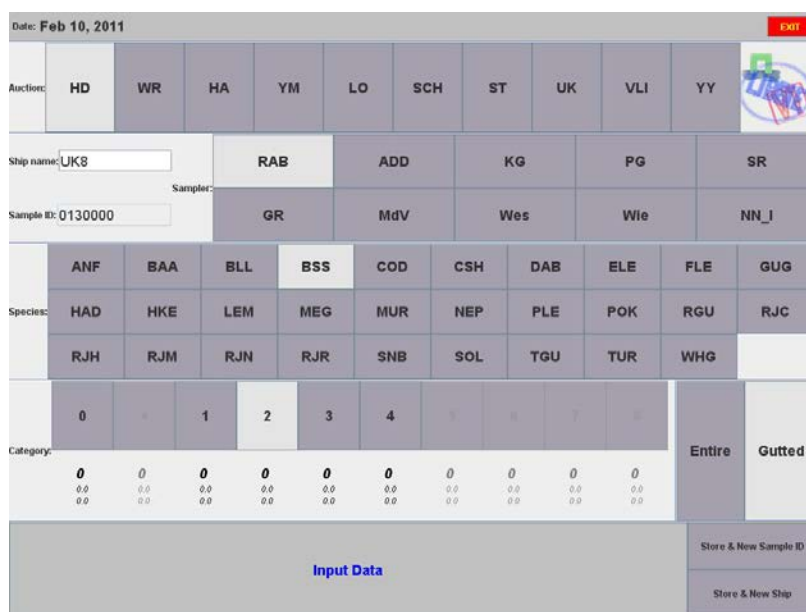 Date: Feb 10, 2011 EXIT
Auction: HD WR HA YM LO SCH ST UK VLI YY
Ship name: UK8
Sampler: RAB ADD KG PG SR
Sample ID: 0130000
GR MdV Wes Wie NN_I
ANF BAA BLL BSS COD CSH DAB ELE FLE GUG
Species: HAD HKE LEM MEG MUR NEP PLE POK RGU RJC
RJH RJM RJN RJR SNB SOL TGU TUR WHG
0 1 2 3 4
Category: Entire Gutted
0 0 0 0 0 0 0 0 0 0
0.0 0.0 0.0 0.0 0.0 0.0 0.0 0.0 0.0 0.0
0.0 0.0 0.0 0.0 0.0 0.0 0.0 0.0 0.0 0.0
Input Data
Store & New Sample ID
Store & New Ship